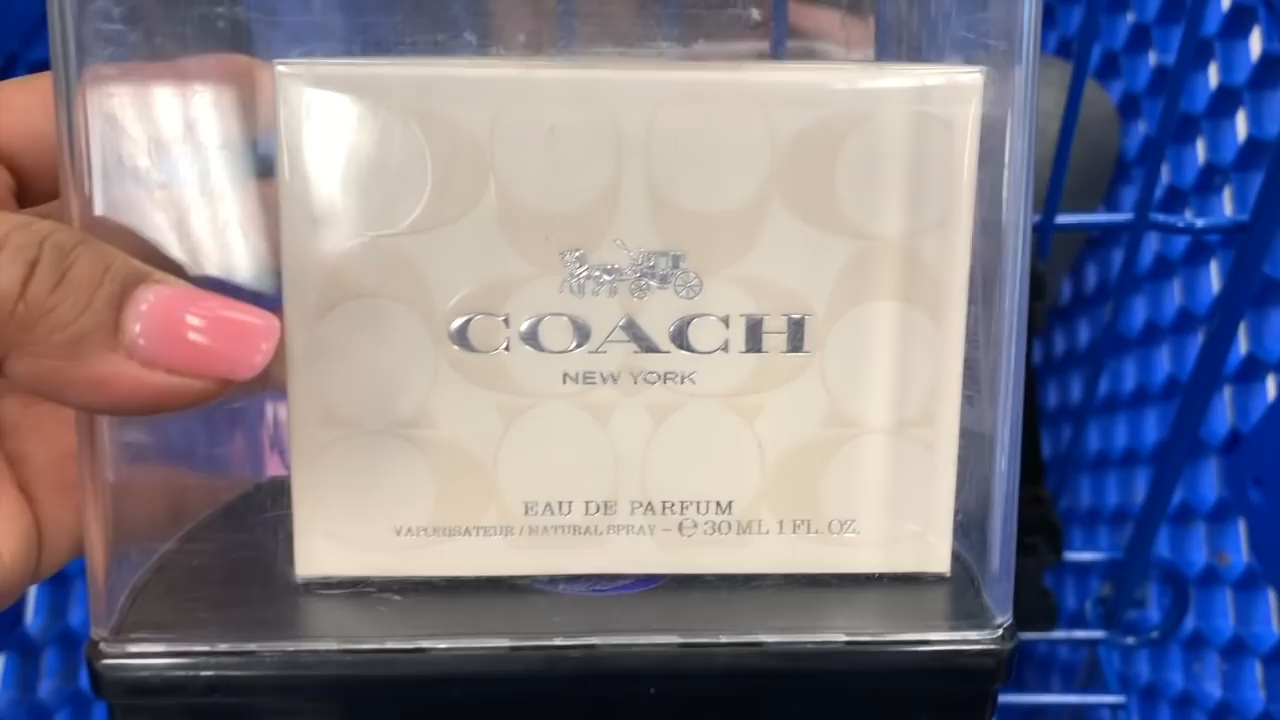 COACH
NEW YORK
EAU DE PARFUM
VAPORISATEUR / NATURAL SPRAY – ℮ 30 ML 1 FL. OZ.